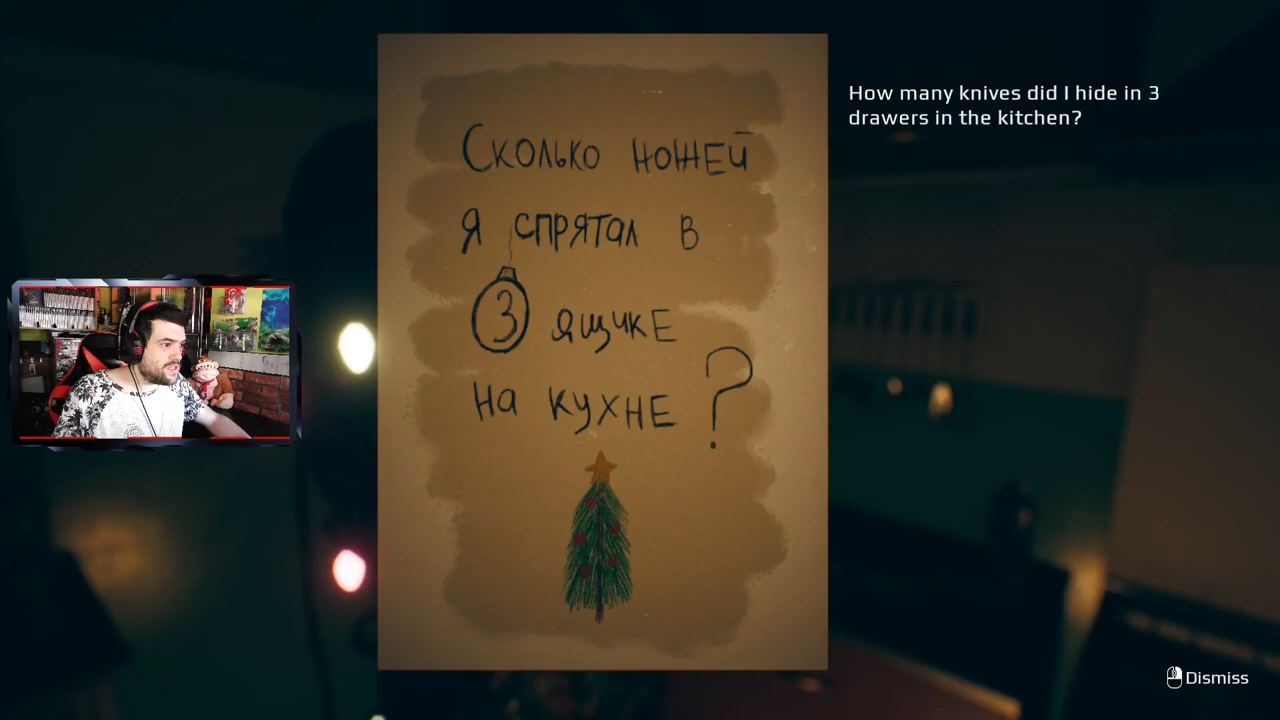 Сколько ножей
я спрятал в
3 ящике
на кухне?
How many knives did I hide in 3
drawers in the kitchen?
Dismiss